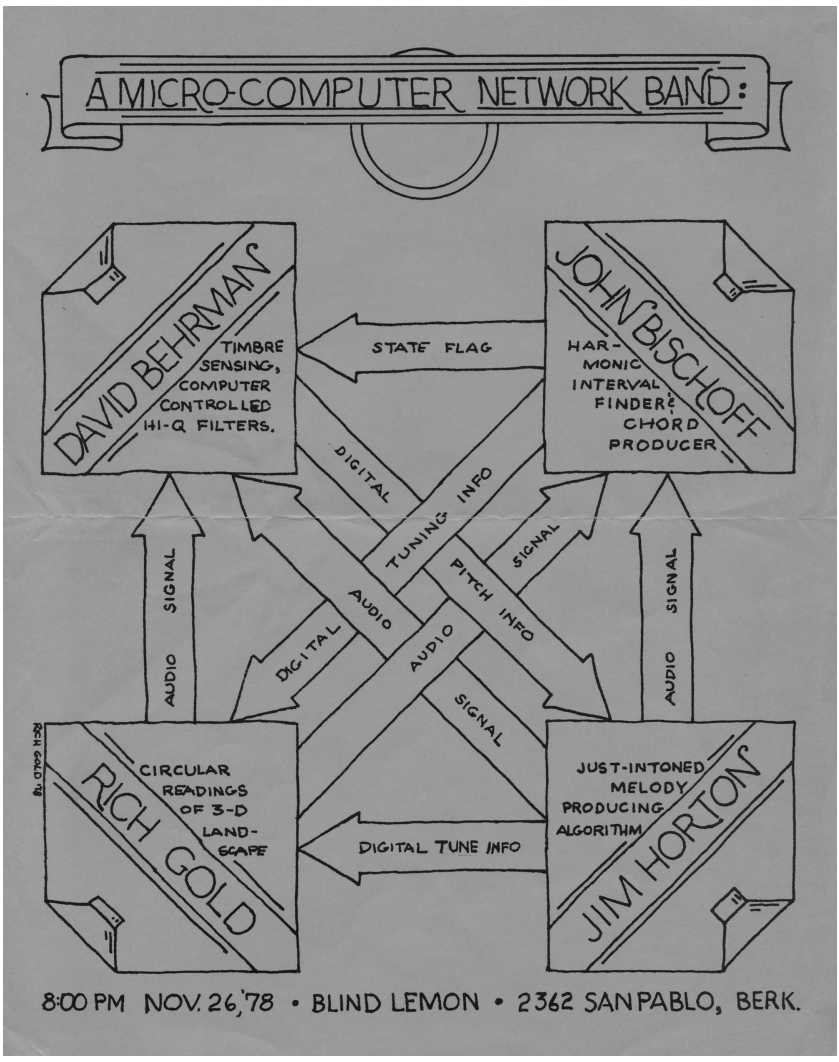 A MICRO-COMPUTER NETWORK BAND:
DAVID BEHRMAN
TIMBRE
SENSING,
COMPUTER
CONTROLLED
HI-Q FILTERS.
STATE FLAG
JOHN BISCHOFF
HAR-
MONIC
INTERVAL
FINDER &
CHORD
PRODUCER
DIGITAL PITCH INFO
DIGITAL TUNING INFO
AUDIO SIGNAL
AUDIO SIGNAL
AUDIO SIGNAL
AUDIO SIGNAL
RICH GOLD '78
RICH GOLD
CIRCULAR
READINGS
OF 3-D
LAND-
SCAPE
DIGITAL TUNE INFO
JUST-INTONED
MELODY
PRODUCING
ALGORITHM
JIM HORTON
8:00 PM NOV. 26,'78 • BLIND LEMON • 2362 SAN PABLO, BERK.